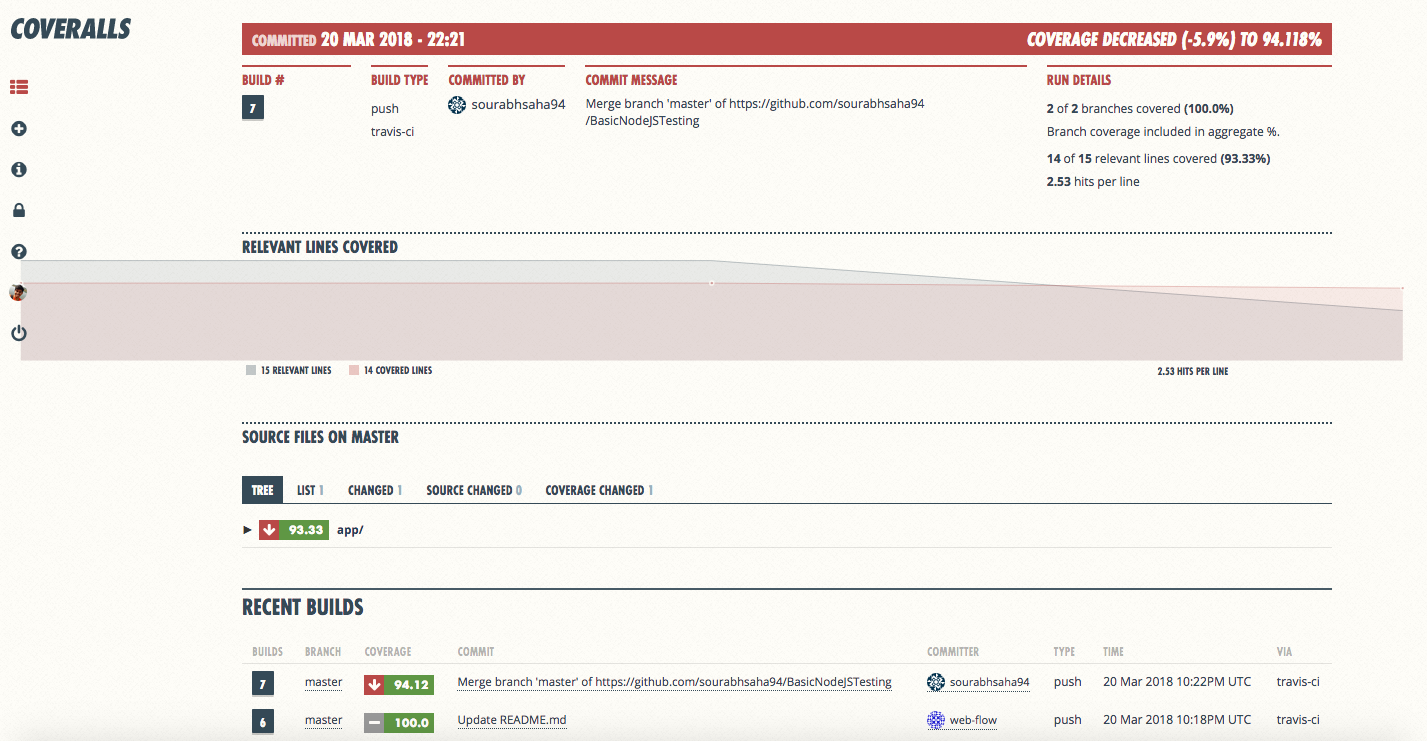 COVERALLS
COMMITTED 20 MAR 2018 - 22:21
COVERAGE DECREASED (-5.9%) TO 94.118%
BUILD #
7
BUILD TYPE
push
travis-ci
COMMITTED BY
sourabhsaha94
COMMIT MESSAGE
Merge branch 'master' of https://github.com/sourabhsaha94
/BasicNodeJSTesting
RUN DETAILS
2 of 2 branches covered (100.0%)
Branch coverage included in aggregate %.
14 of 15 relevant lines covered (93.33%)
2.53 hits per line
RELEVANT LINES COVERED
15 RELEVANT LINES 14 COVERED LINES 2.53 HITS PER LINE
SOURCE FILES ON MASTER
TREE LIST 1 CHANGED 1 SOURCE CHANGED 0 COVERAGE CHANGED 1
93.33 app/
RECENT BUILDS
BUILDS BRANCH COVERAGE COMMIT COMMITTER TYPE TIME VIA
7 master 94.12 Merge branch 'master' of https://github.com/sourabhsaha94/BasicNodeJSTesting sourabhsaha94 push 20 Mar 2018 10:22PM UTC travis-ci
6 master 100.0 Update README.md web-flow push 20 Mar 2018 10:18PM UTC travis-ci